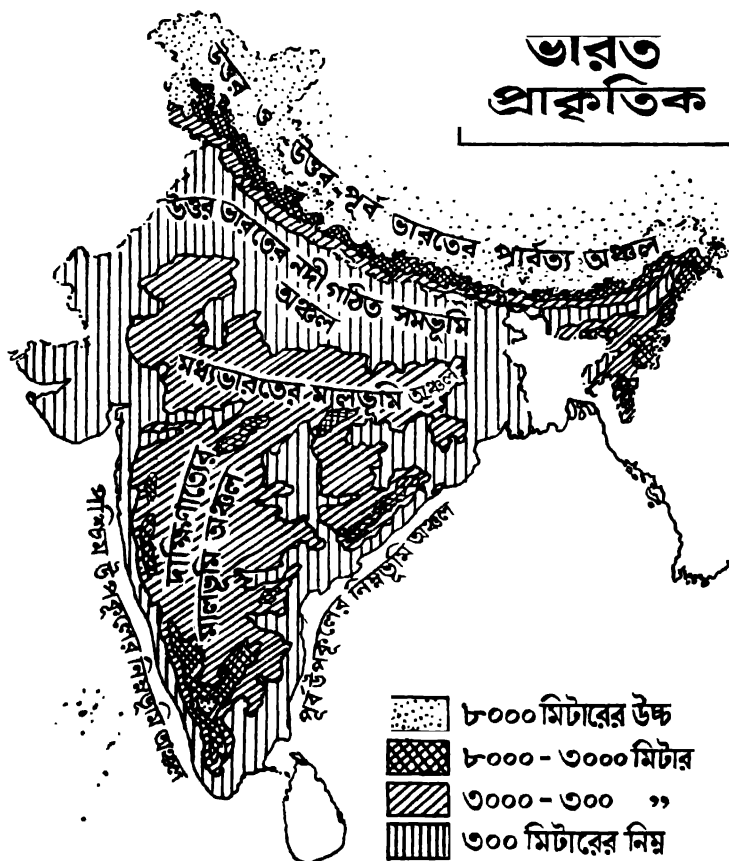 ভারত
প্রাকৃতিক
উত্তর ও
উত্তর পূর্ব ভারতের পার্বত্য অঞ্চল
উত্তর ভারতের নদী গঠিত সমভূমি
অঞ্চল
মধ্যভারতের মালভূমি অঞ্চল
দাক্ষিণাত্যের
মালভূমি অঞ্চল
পশ্চিম উপকূলের নিম্নভূমি অঞ্চল
পূর্ব উপকূলের নিম্নভূমি অঞ্চল
৮০০০ মিটারের উচ্চ
৮০০০ - ৩০০০ মিটার
৩০০০ - ৩০০ ,,
৩০০ মিটারের নিম্ন